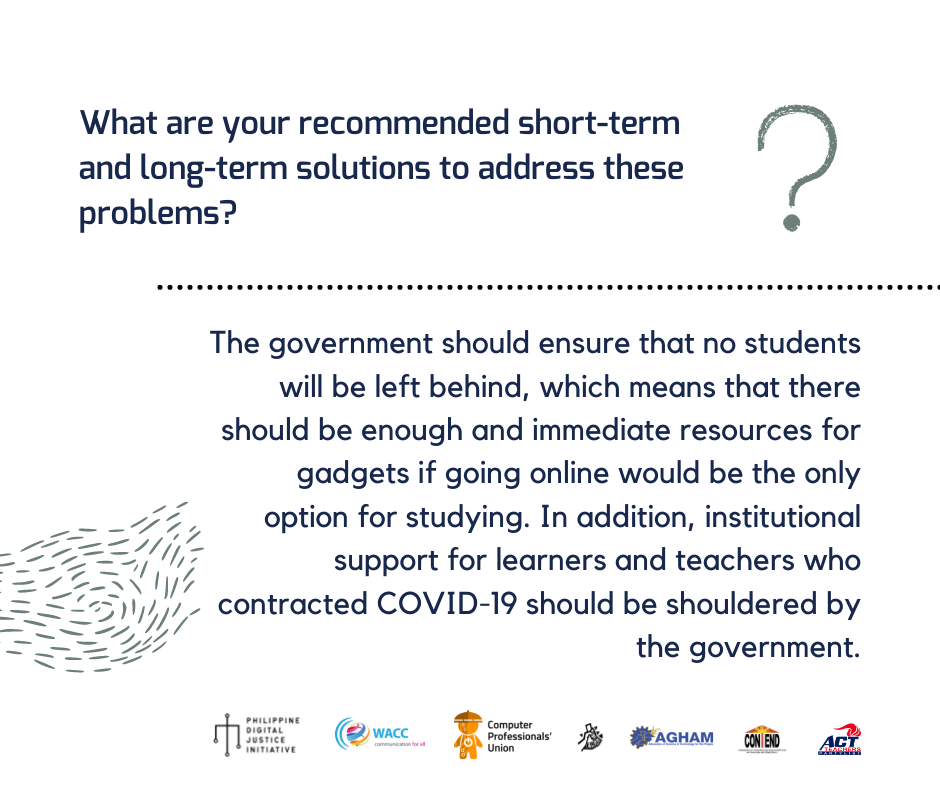 What are your recommended short-term
and long-term solutions to address these
problems?
The government should ensure that no students
will be left behind, which means that there
should be enough and immediate resources for
gadgets if going online would be the only
option for studying. In addition, institutional
support for learners and teachers who
contracted COVID-19 should be shouldered by
the government.
PHILIPPINE
DIGITAL
JUSTICE
INITIATIVE
WACC
communication for all
Computer
Professionals'
Union
AGHAM
CONTEND
ACT
TEACHERS
PARTYLIST